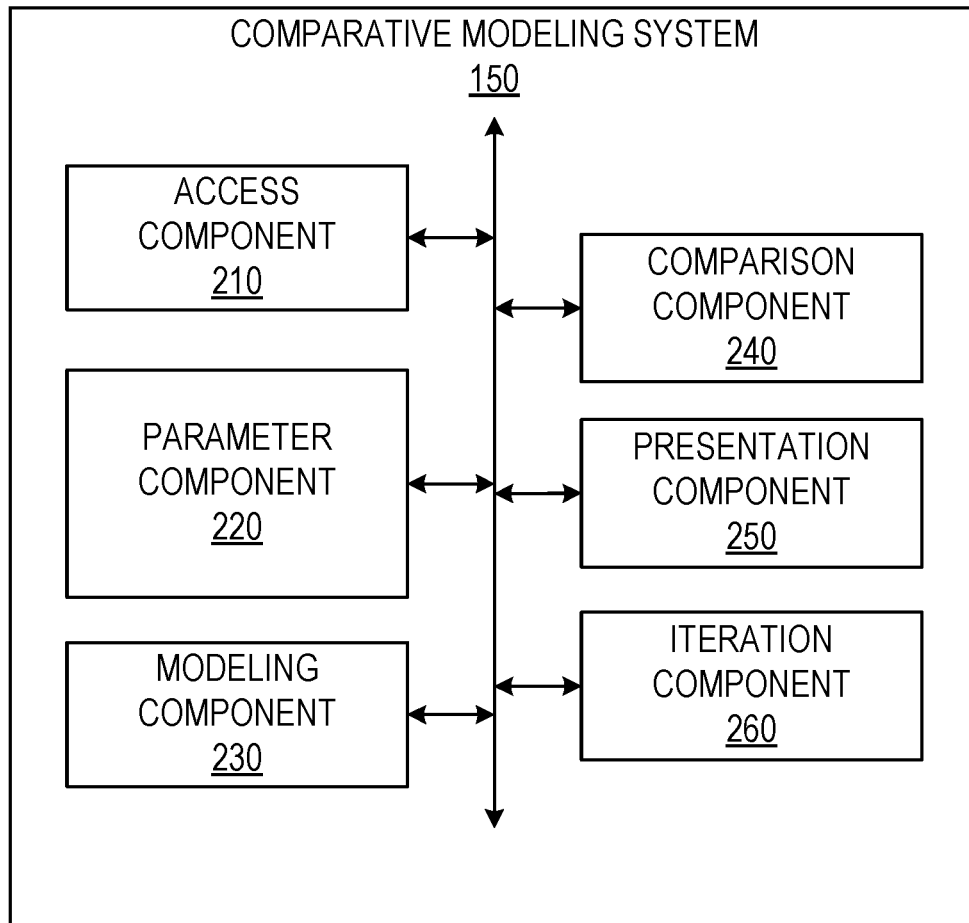 COMPARATIVE MODELING SYSTEM
150
ACCESS
COMPONENT
210
PARAMETER
COMPONENT
220
MODELING
COMPONENT
230
COMPARISON
COMPONENT
240
PRESENTATION
COMPONENT
250
ITERATION
COMPONENT
260